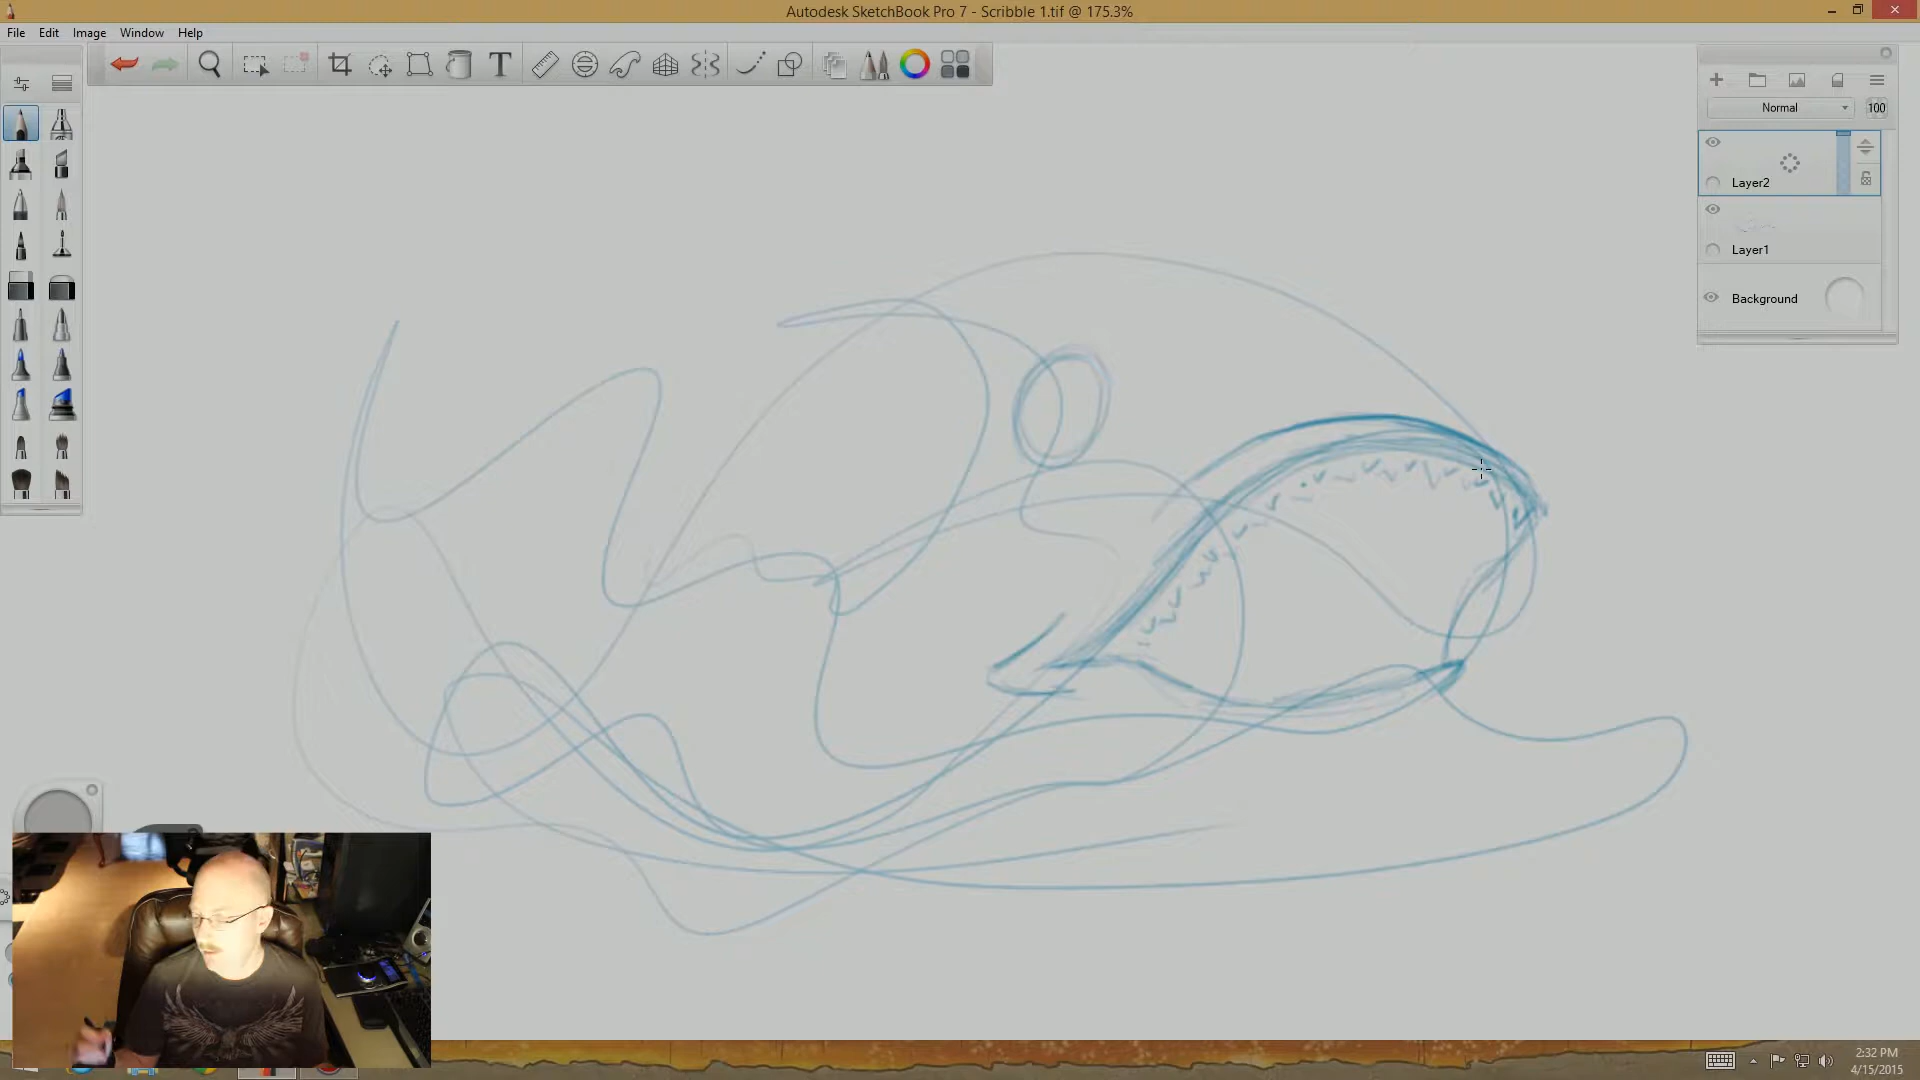 Autodesk SketchBook Pro 7 - Scribble 1.tif @ 175.3%
File Edit Image Window Help
T
Normal 100
Layer2
Layer1
Background
2:32 PM
4/15/2015